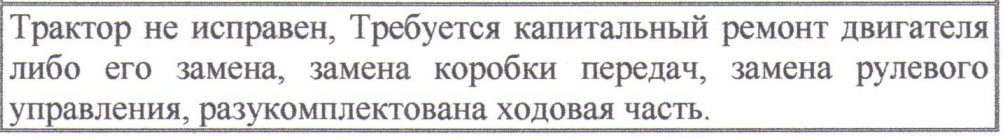 Трактор не исправен, Требуется капитальный ремонт двигателя
либо его замена, замена коробки передач, замена рулевого
управления, разукомплектована ходовая часть.